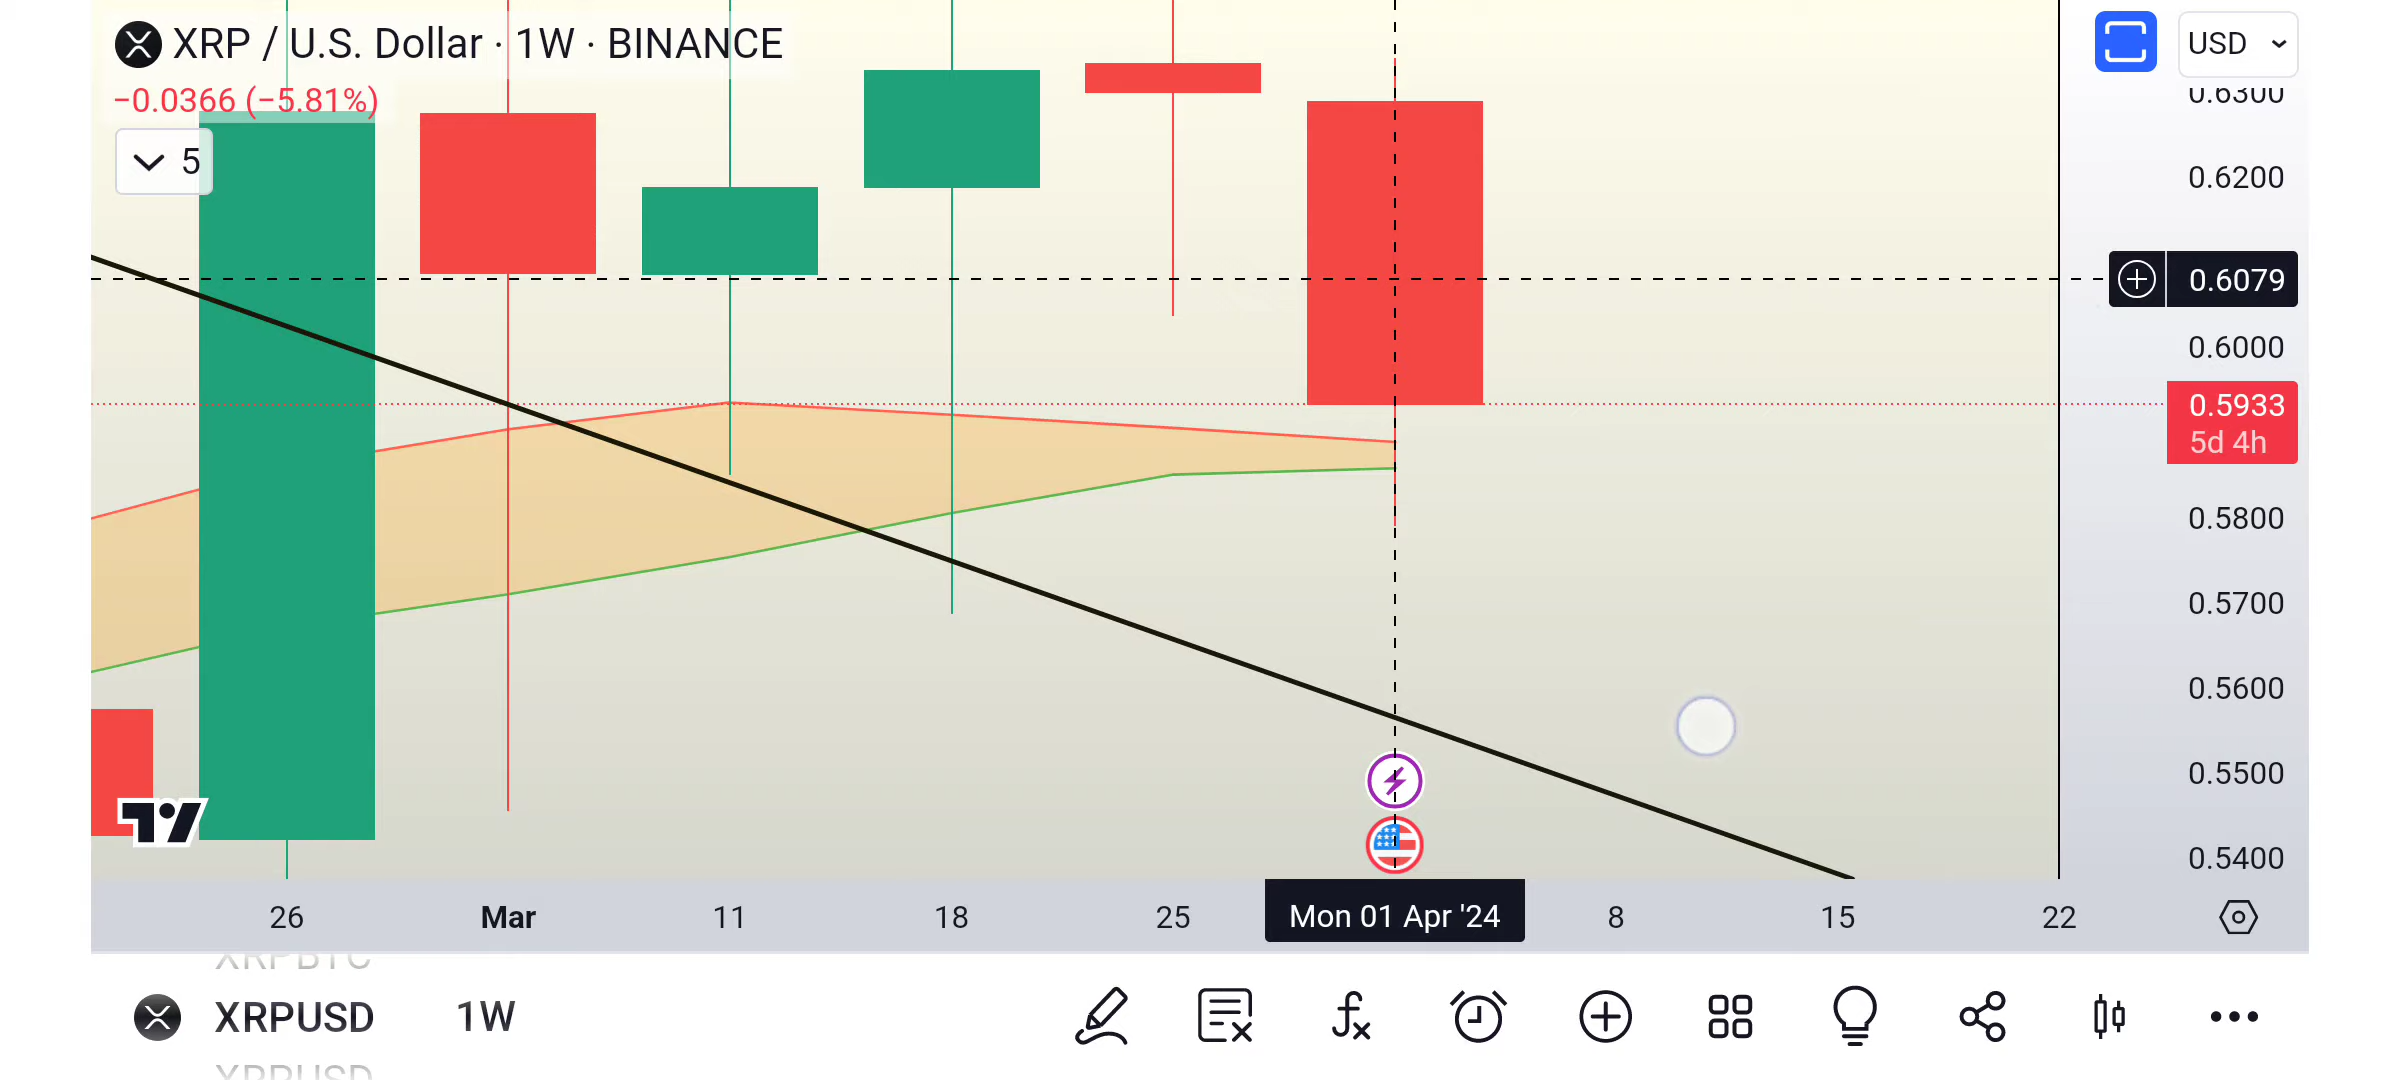 XRP / U.S. Dollar · 1W · BINANCE
−0.0366 (−5.81%)
5
USD
0.6300
0.6200
0.6079
0.6000
0.5933
5d 4h
0.5800
0.5700
0.5600
0.5500
0.5400
26 Mar 11 18 25 Mon 01 Apr '24 8 15 22
XRPBTC
XRPUSD 1W
XRPUSD